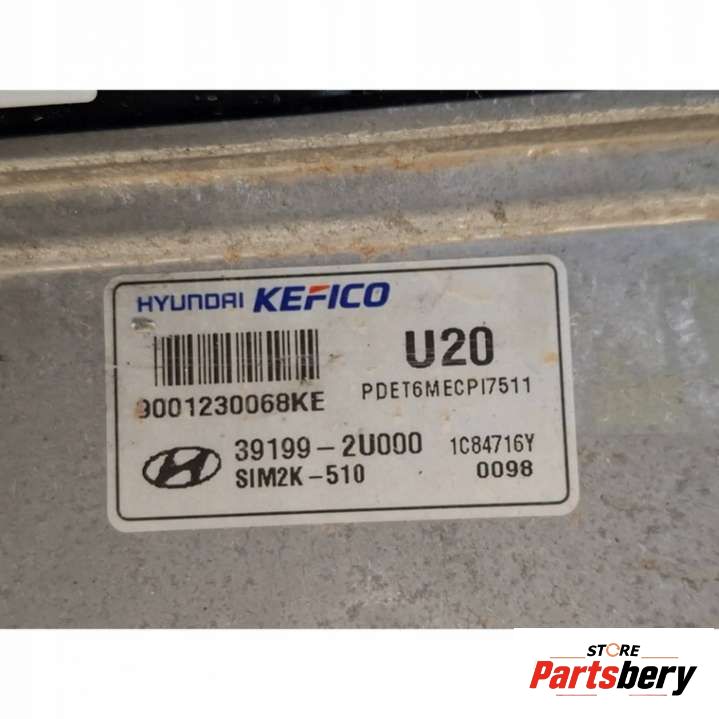 HYUNDAI KEFICO
U20
9001230068KE
PDET6MECPI7511
39199-2U000
1C84716Y
SIM2K-510
0098
STORE
Partsbery